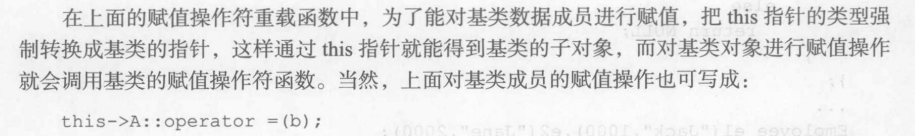 在上面的赋值操作符重载函数中，为了能对基类数据成员进行赋值，把 this 指针的类型强
制转换成基类的指针，这样通过 this 指针就能得到基类的子对象，而对基类对象进行赋值操作
就会调用基类的赋值操作符函数。当然，上面对基类成员的赋值操作也可写成：
this->A::operator =(b);